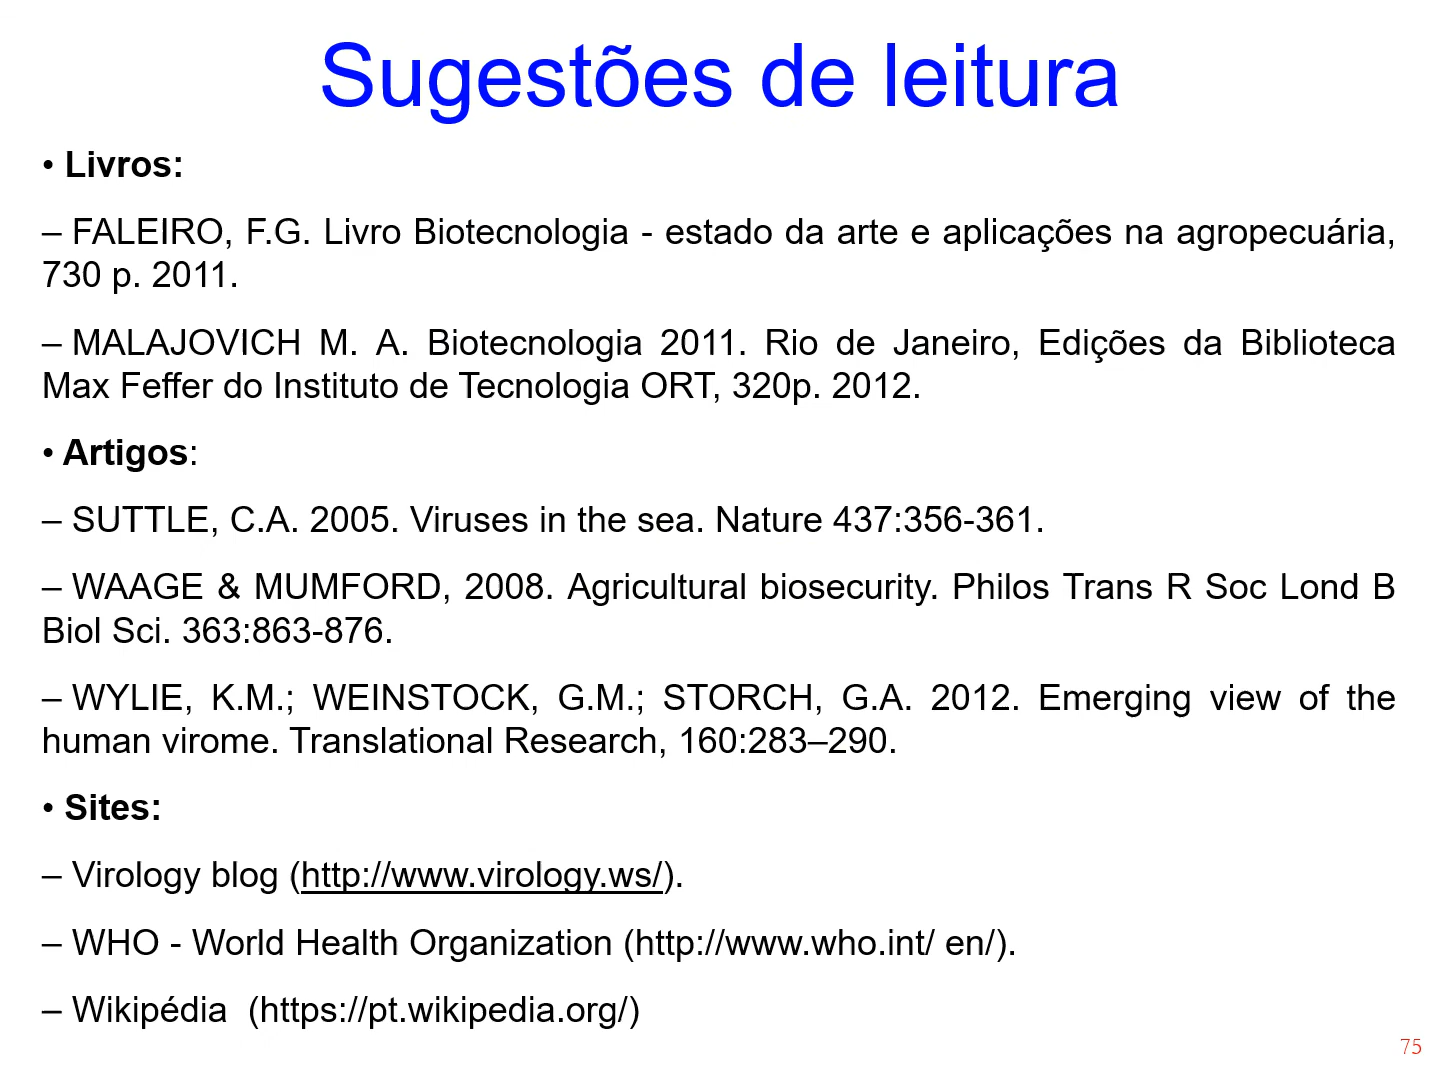 Sugestões de leitura
• Livros:
– FALEIRO, F.G. Livro Biotecnologia - estado da arte e aplicações na agropecuária,
730 p. 2011.
– MALAJOVICH M. A. Biotecnologia 2011. Rio de Janeiro, Edições da Biblioteca
Max Feffer do Instituto de Tecnologia ORT, 320p. 2012.
• Artigos:
– SUTTLE, C.A. 2005. Viruses in the sea. Nature 437:356-361.
– WAAGE & MUMFORD, 2008. Agricultural biosecurity. Philos Trans R Soc Lond B
Biol Sci. 363:863-876.
– WYLIE, K.M.; WEINSTOCK, G.M.; STORCH, G.A. 2012. Emerging view of the
human virome. Translational Research, 160:283–290.
• Sites:
– Virology blog (http://www.virology.ws/).
– WHO - World Health Organization (http://www.who.int/ en/).
– Wikipédia  (https://pt.wikipedia.org/)
75